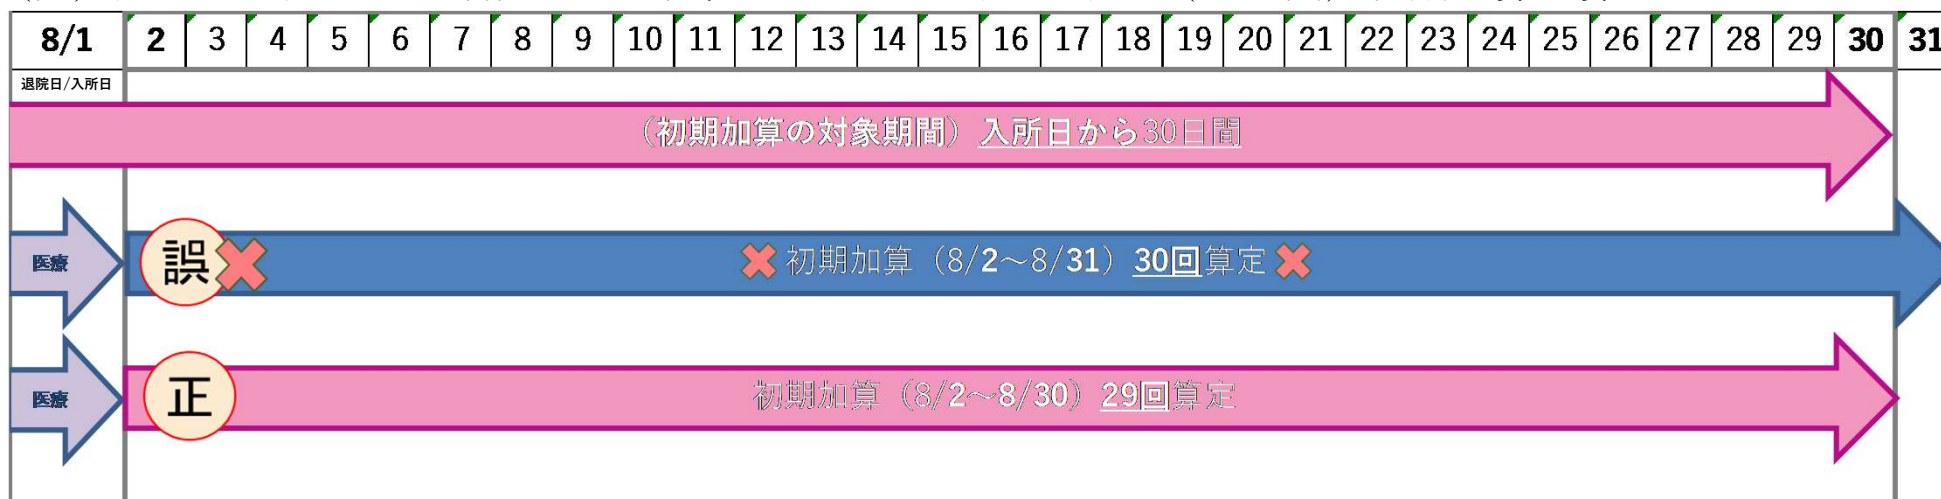 8/1 2 3 4 5 6 7 8 9 10 11 12 13 14 15 16 17 18 19 20 21 22 23 24 25 26 27 28 29 30 31
退院日/入所日
（初期加算の対象期間）入所日から30日間
医療 誤 初期加算（8/2～8/31）30回算定
医療 正 初期加算（8/2～8/30）29回算定